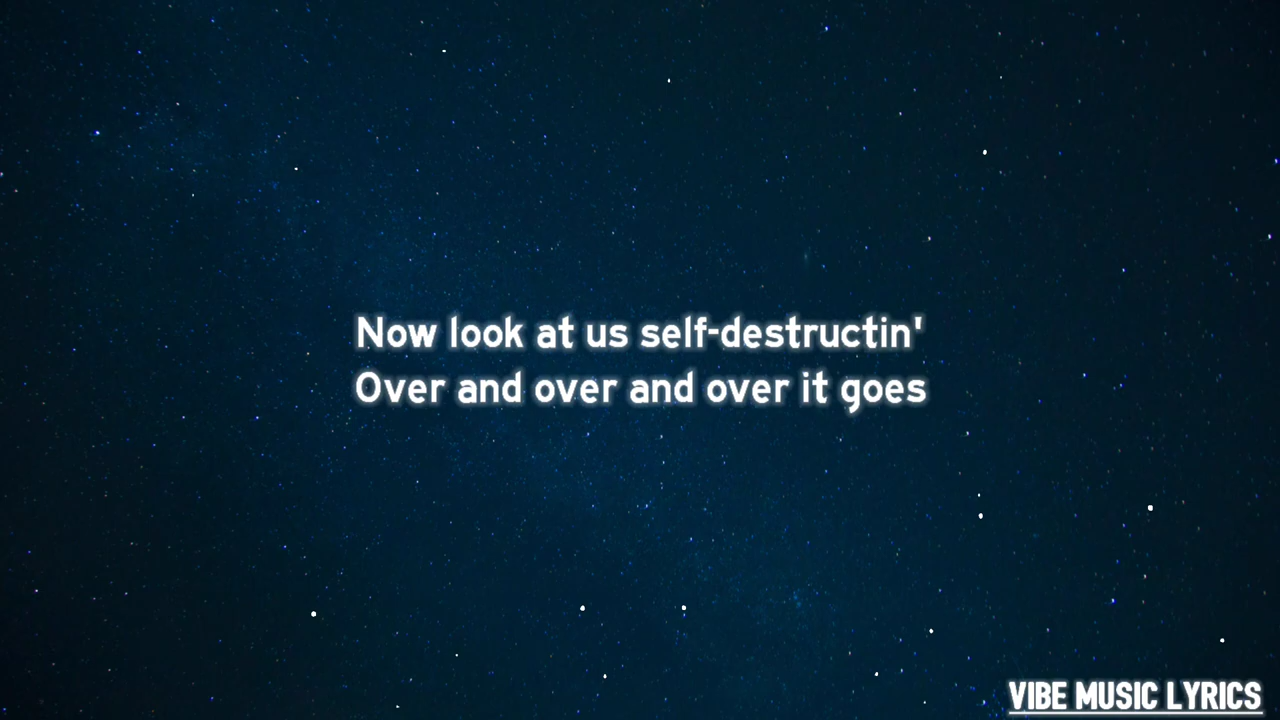 Now look at us self-destructin'
Over and over and over it goes
VIBE MUSIC LYRICS